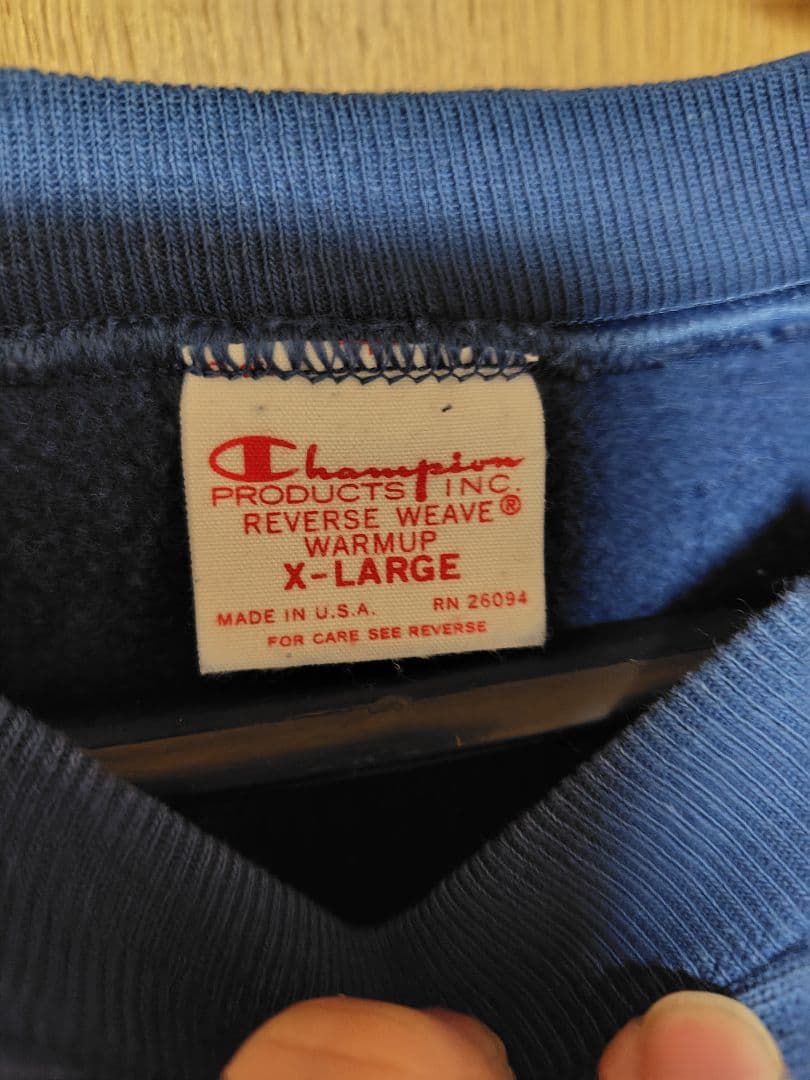 Champion
PRODUCTS INC.
REVERSE WEAVE®
WARMUP
X-LARGE
MADE IN U.S.A. RN 26094
FOR CARE SEE REVERSE